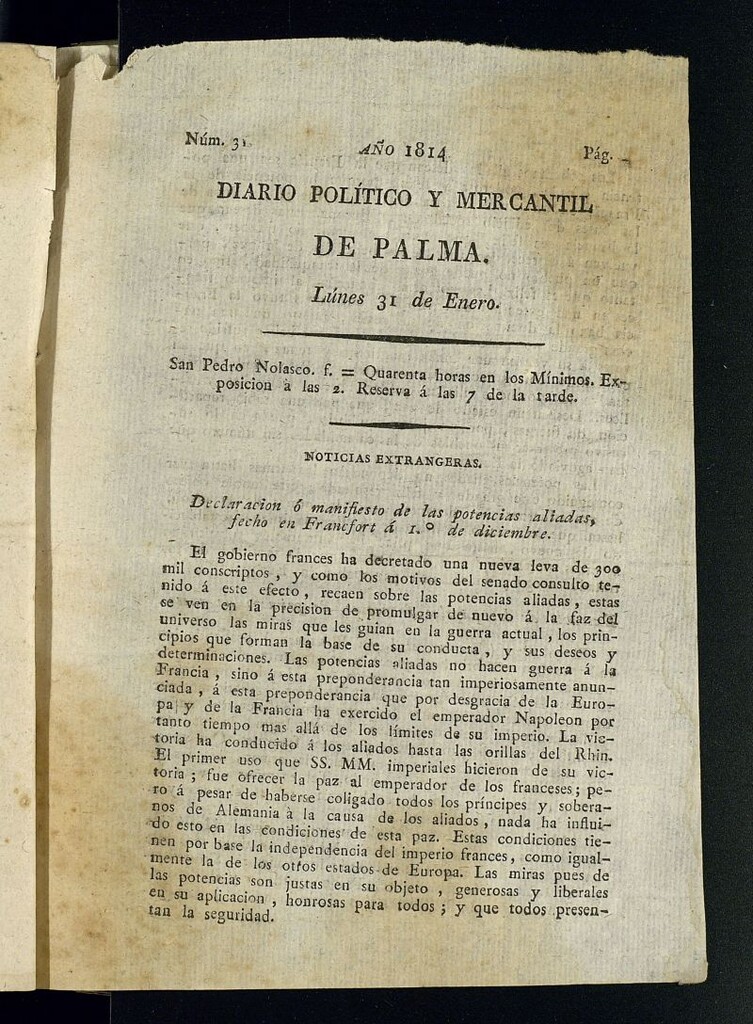 Núm. 31 AÑO 1814 Pág.
DIARIO POLÍTICO Y MERCANTIL
DE PALMA.
Lúnes 31 de Enero.
San Pedro Nolasco. f. = Quarenta horas en los Mínimos. Ex-
posicion à las 2. Reserva á las 7 de la tarde.
NOTICIAS EXTRANGERAS.
Declaracion ó manifiesto de las potencias aliadas,
fecho en Francfort á 1.º de diciembre.
El gobierno frances ha decretado una nueva leva de 300
mil conscriptos, y como los motivos del senado consulto te-
nido á este efecto, recaen sobre las potencias aliadas, estas
se ven en la precision de promulgar de nuevo á la faz del
universo las miras que les guian en la guerra actual, los prin-
cipios que forman la base de su conducta, y sus deseos y
determinaciones. Las potencias aliadas no hacen guerra á la
Francia, sino á esta preponderancia tan imperiosamente anun-
ciada, á esta preponderancia que por desgracia de la Euro-
pa y de la Francia ha exercido el emperador Napoleon por
tanto tiempo mas allá de los límites de su imperio. La vic-
toria ha conducido á los aliados hasta las orillas del Rhin.
El primer uso que SS. MM. imperiales hicieron de su vic-
toria; fue ofrecer la paz al emperador de los franceses; pe-
ro á pesar de haberse coligado todos los príncipes y sobera-
nos de Alemania à la causa de los aliados, nada ha influi-
do esto en las condiciones de esta paz. Estas condiciones tie-
nen por base la independencia del imperio frances, como igual-
mente la de los otros estados de Europa. Las miras pues de
las potencias son justas en su objeto, generosas y liberales
en su aplicacion, honrosas para todos; y que todos presen-
tan la seguridad.